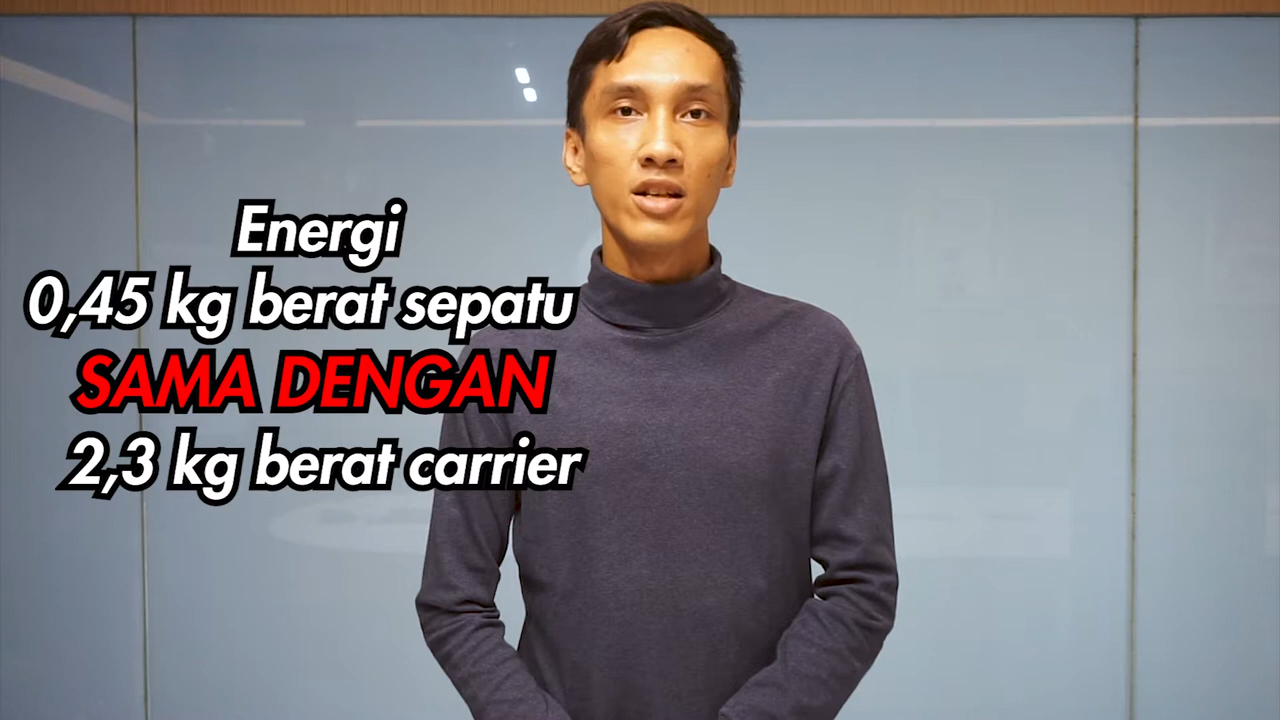 Energi
0,45 kg berat sepatu
SAMA DENGAN
2,3 kg berat carrier